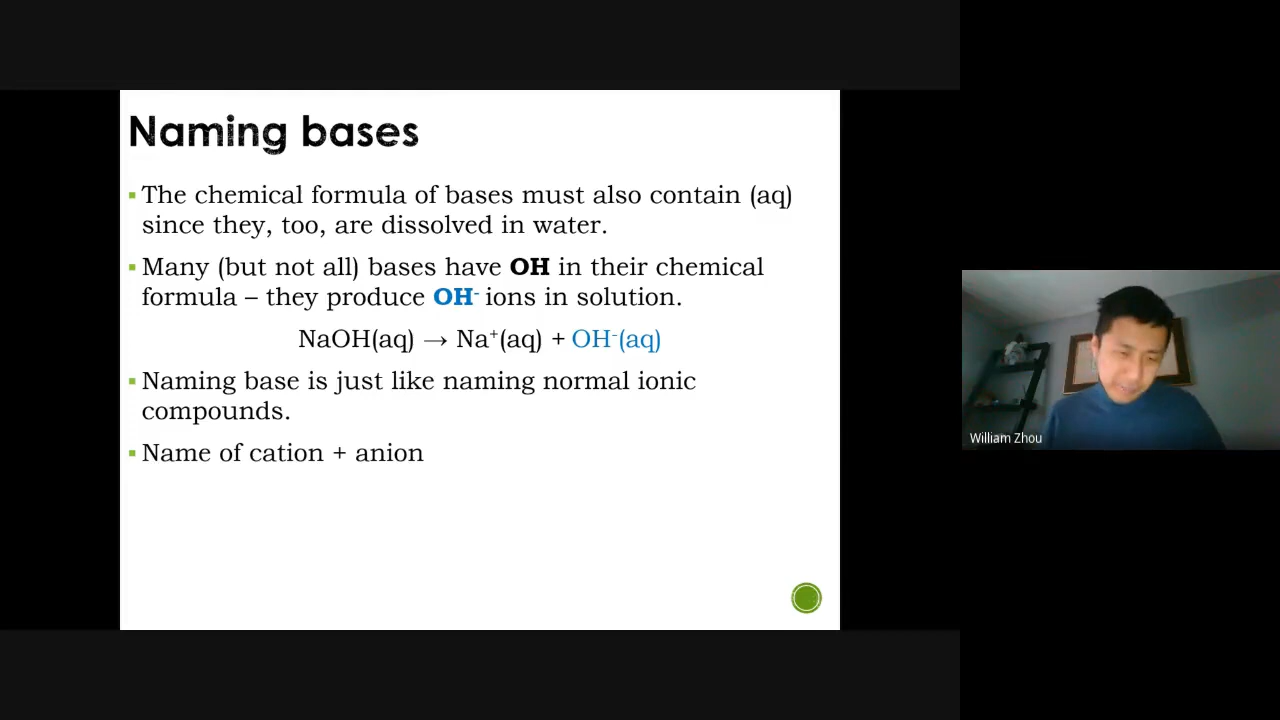 Naming bases
The chemical formula of bases must also contain (aq)
since they, too, are dissolved in water.
Many (but not all) bases have OH in their chemical
formula – they produce OH⁻ ions in solution.
NaOH(aq) → Na⁺(aq) + OH⁻(aq)
Naming base is just like naming normal ionic
compounds.
Name of cation + anion
William Zhou